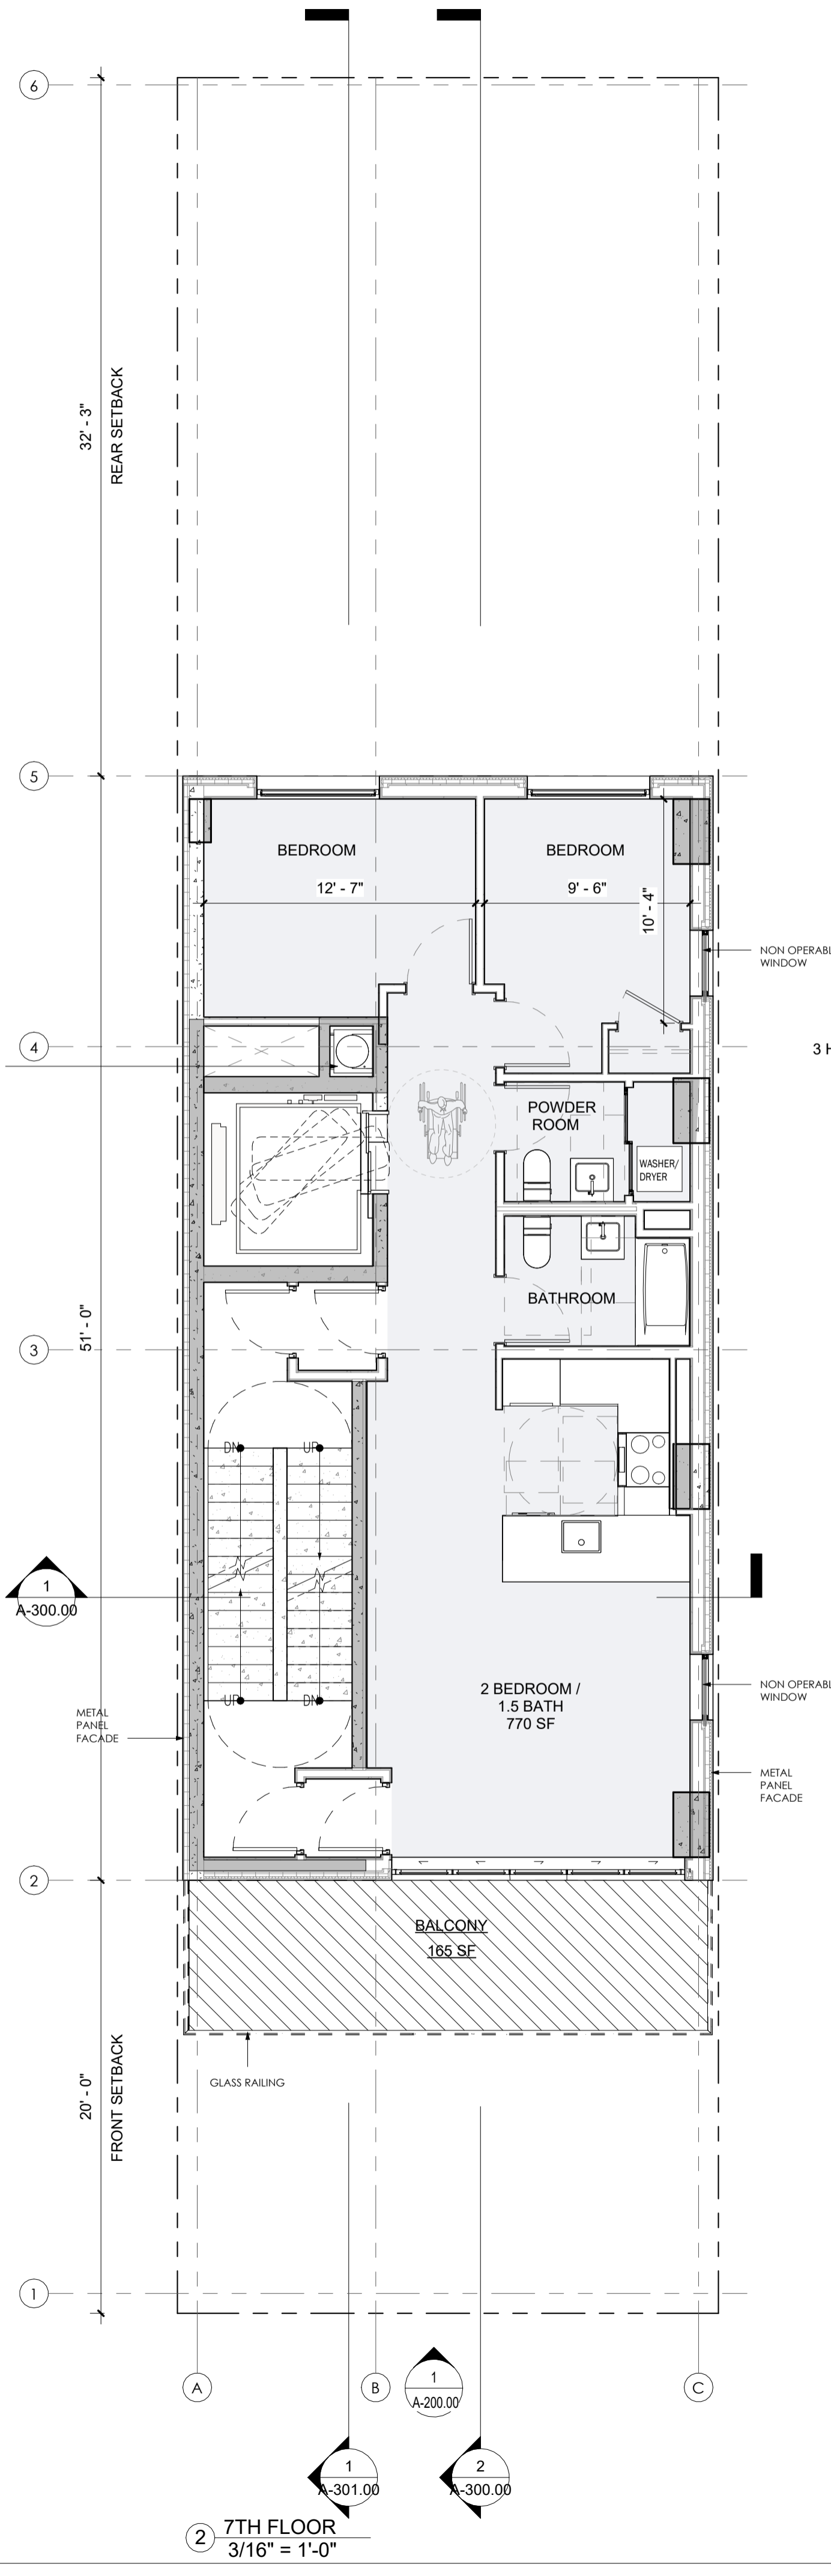 6
32' - 3"
REAR SETBACK
5
BEDROOM
12' - 7"
BEDROOM
9' - 6"
10' - 4"
NON OPERABL
WINDOW
4
3 H
POWDER
ROOM
WASHER/
DRYER
BATHROOM
3
51' - 0"
DN
UP
1
A-300.00
UP
DN
2 BEDROOM /
1.5 BATH
770 SF
NON OPERABL
WINDOW
METAL
PANEL
FACADE
METAL
PANEL
FACADE
2
BALCONY
165 SF
GLASS RAILING
20' - 0"
FRONT SETBACK
1
A
B
C
1
A-200.00
1
A-301.00
2
A-300.00
2
7TH FLOOR
3/16" = 1'-0"